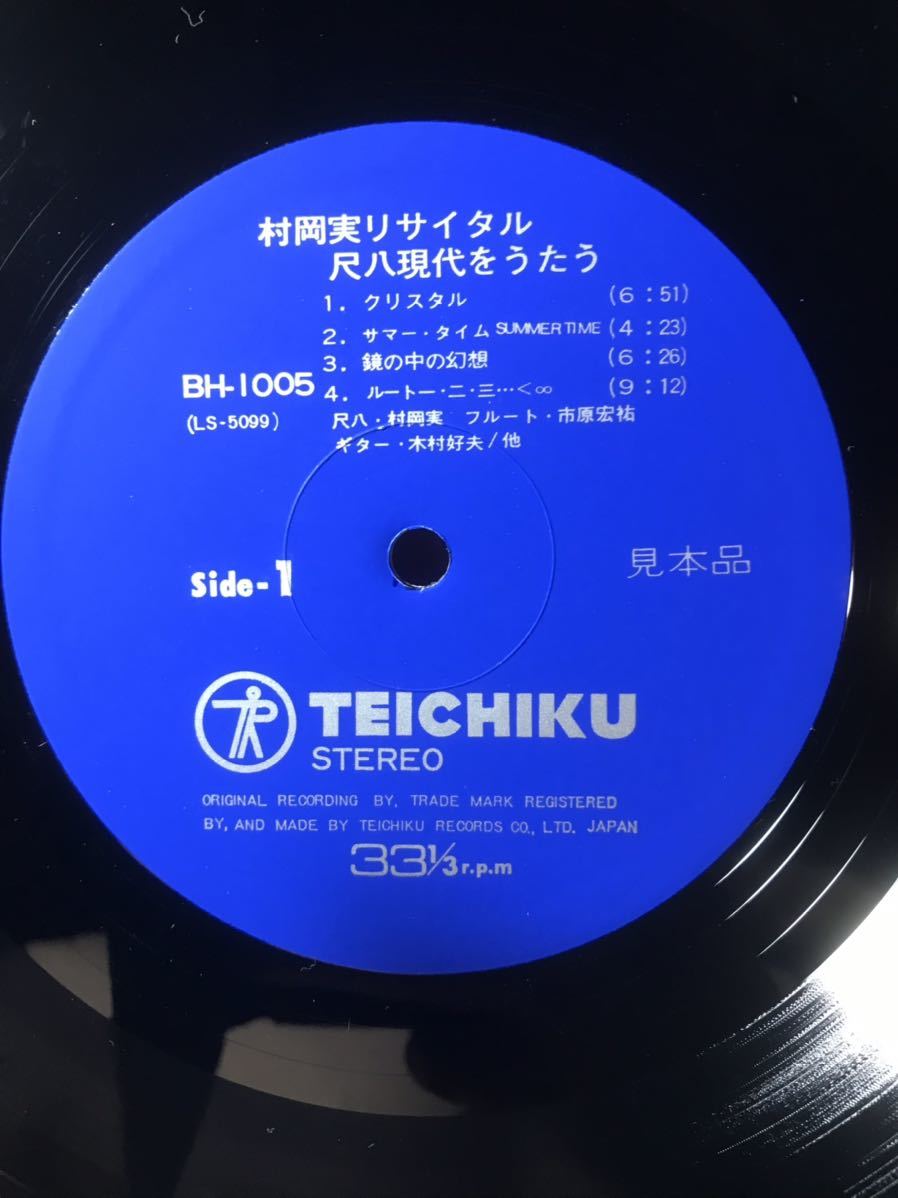 村岡実リサイタル
尺八現代をうたう
1. クリスタル (6:51)
2. サマー・タイム SUMMERTIME (4:23)
3. 鏡の中の幻想 (6:26)
4. ルート一・二・三…<∞ (9:12)
BH-1005
(LS-5099)
尺八・村岡実 フルート・市原宏祐
ギター・木村好夫/他
Side-1
見本品
TEICHIKU
STEREO
ORIGINAL RECORDING BY, TRADE MARK REGISTERED
BY, AND MADE BY TEICHIKU RECORDS CO., LTD. JAPAN
33 1/3 r.p.m